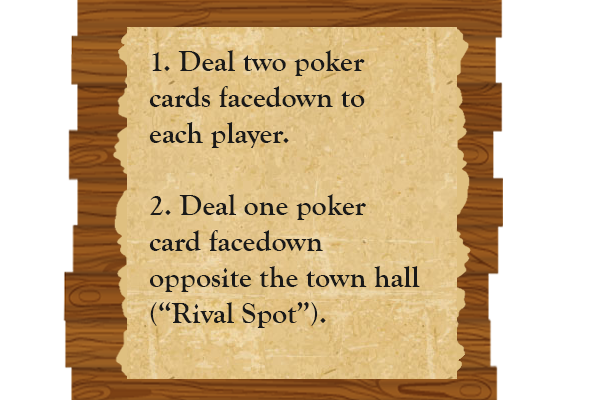 1. Deal two poker
cards facedown to
each player.
2. Deal one poker
card facedown
opposite the town hall
(“Rival Spot”).